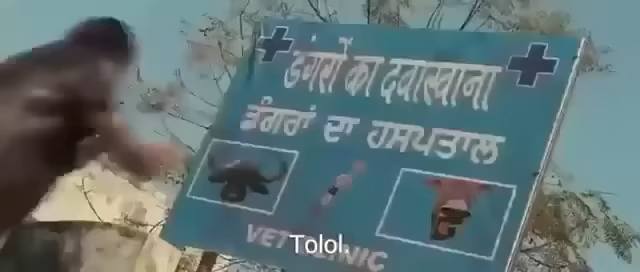 डंगरों का दवाखाना
ਡੰਗਰਾਂ ਦਾ ਹਸਪਤਾਲ
VET CLINIC
Tolol.